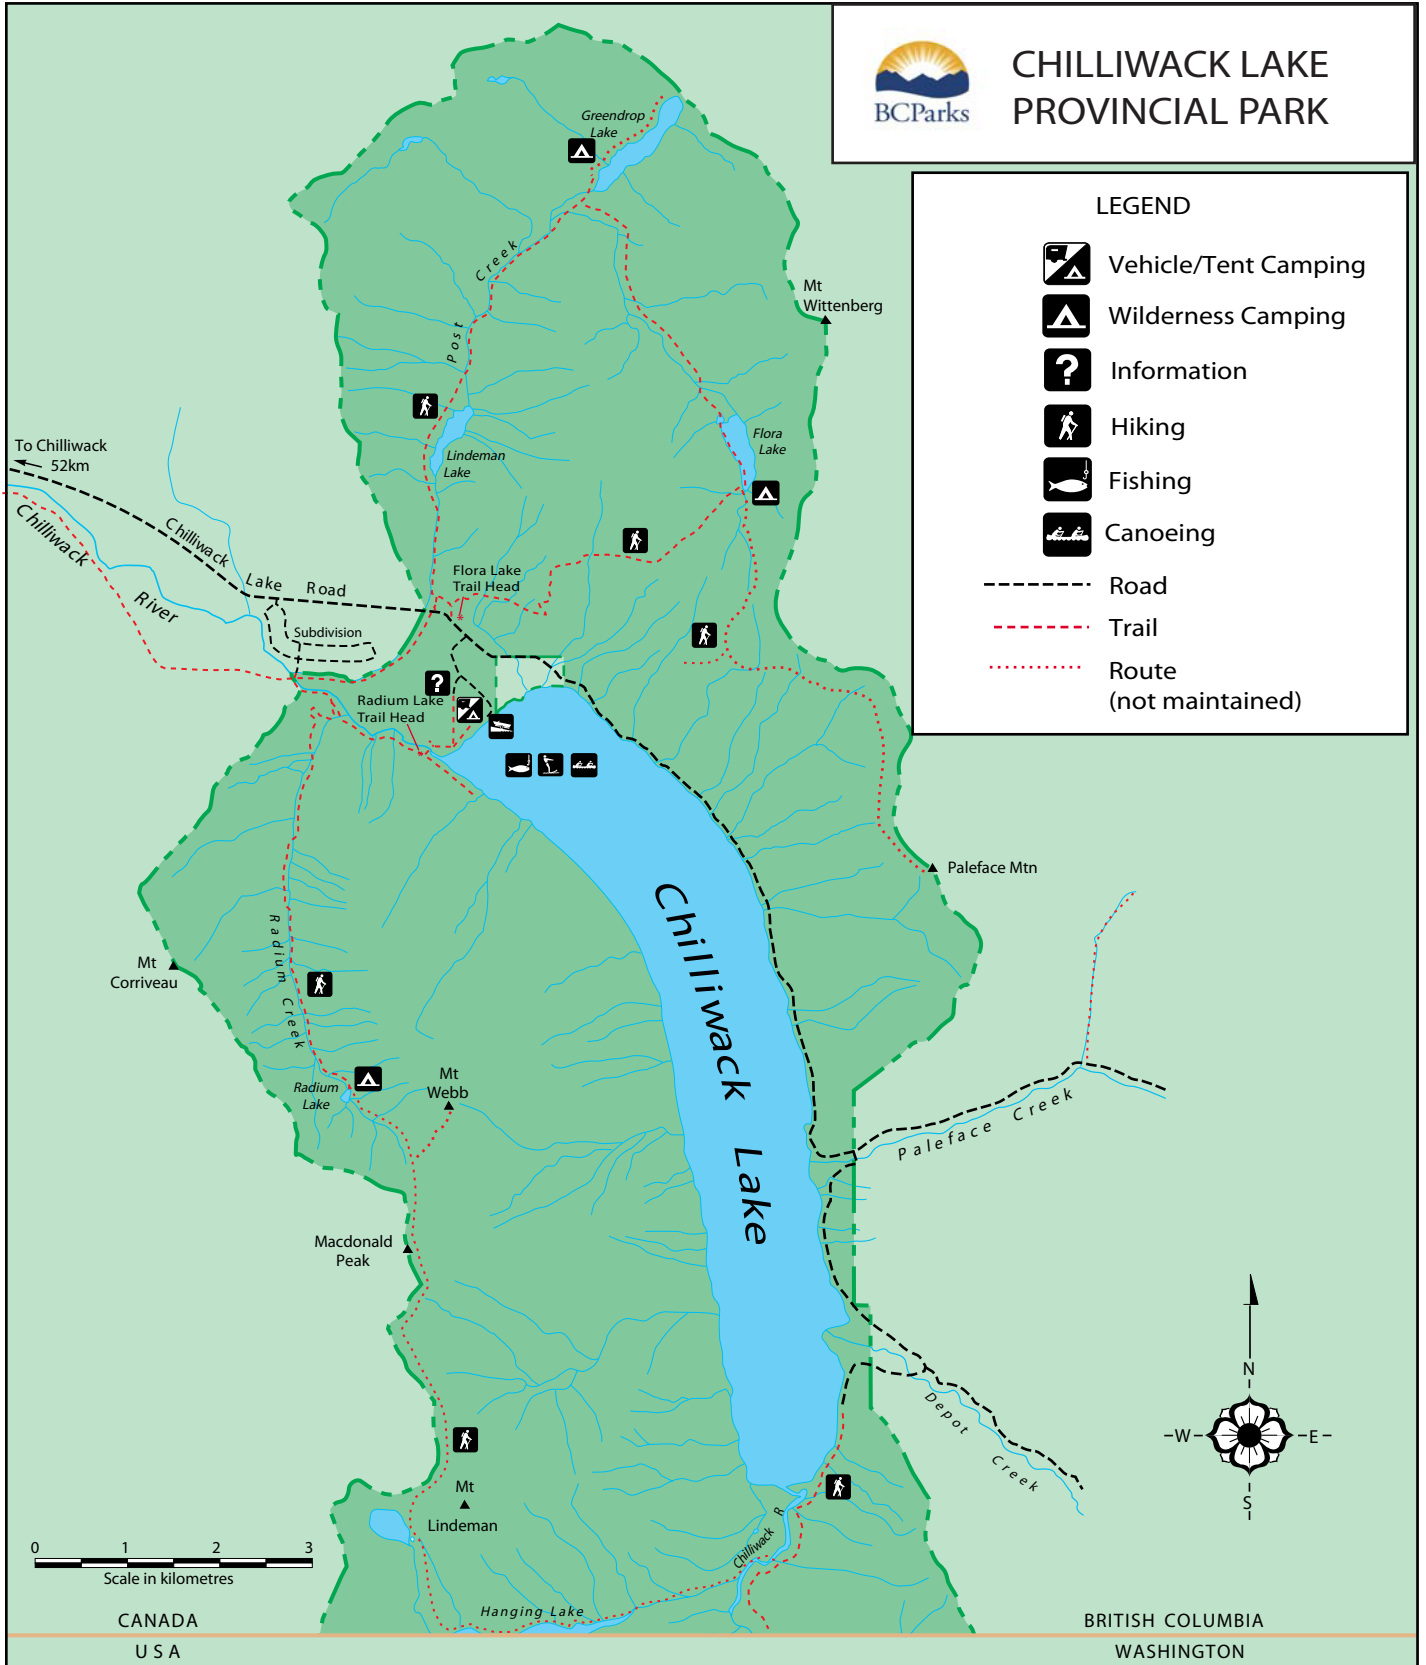 BCParks
CHILLIWACK LAKE
PROVINCIAL PARK
LEGEND
Vehicle/Tent Camping
Wilderness Camping
?
Information
Hiking
Fishing
Canoeing
Road
Trail
Route
(not maintained)
Greendrop
Lake
Post Creek
Mt
Wittenberg
Flora
Lake
Lindeman
Lake
To Chilliwack
52km
Chilliwack Lake Road
Chilliwack River
Subdivision
Flora Lake
Trail Head
?
Radium Lake
Trail Head
Paleface Mtn
Chilliwack Lake
Radium Creek
Mt
Corriveau
Radium
Lake
Mt
Webb
Paleface Creek
Macdonald
Peak
Depot Creek
Mt
Lindeman
Chilliwack R
Hanging Lake
N
W
E
S
0 1 2 3
Scale in kilometres
CANADA
USA
BRITISH COLUMBIA
WASHINGTON